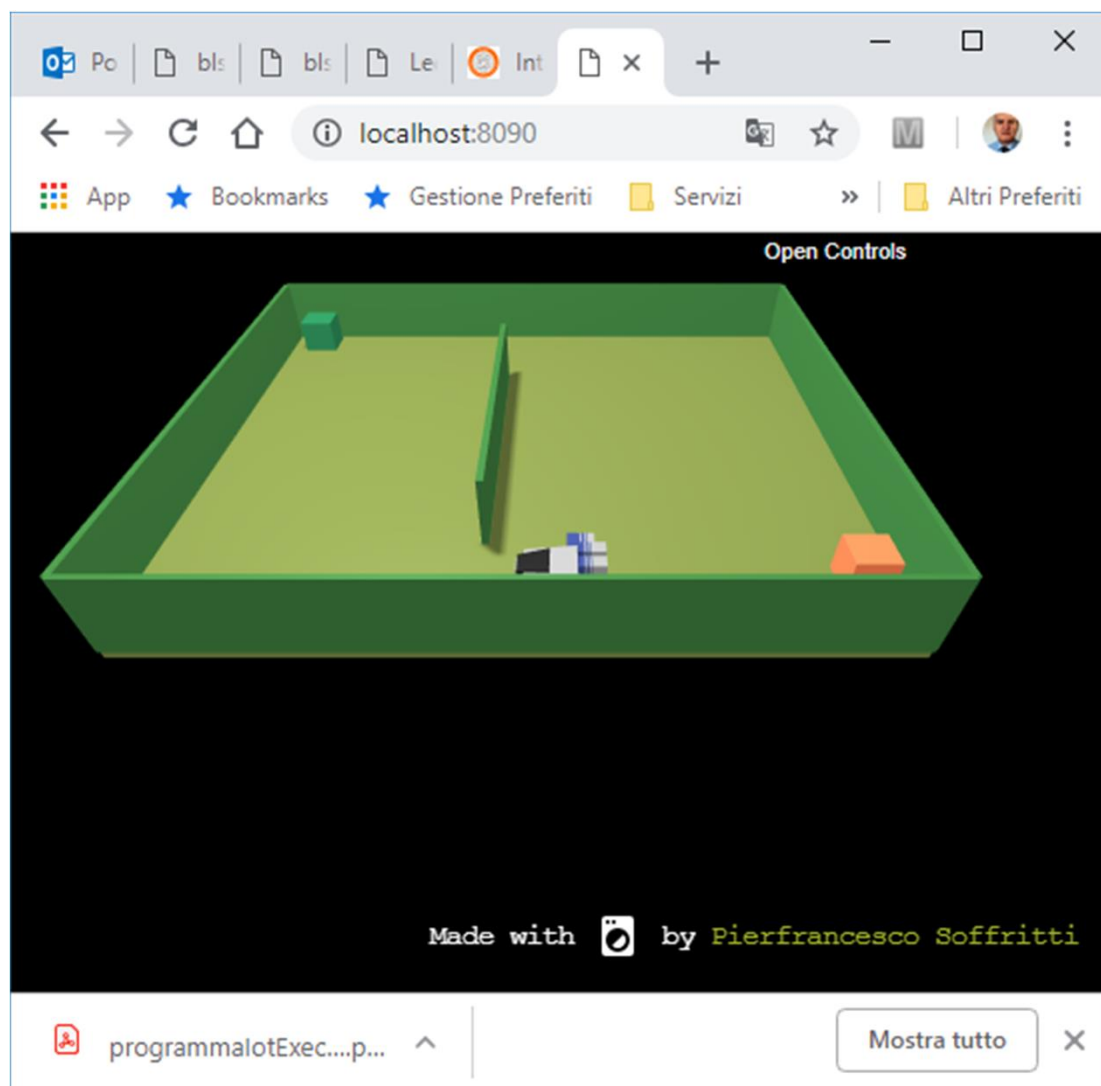 Po bls bls Le Int
localhost:8090
App Bookmarks Gestione Preferiti Servizi » Altri Preferiti
Open Controls
Made with by Pierfrancesco Soffritti
programmaIotExec....p... Mostra tutto